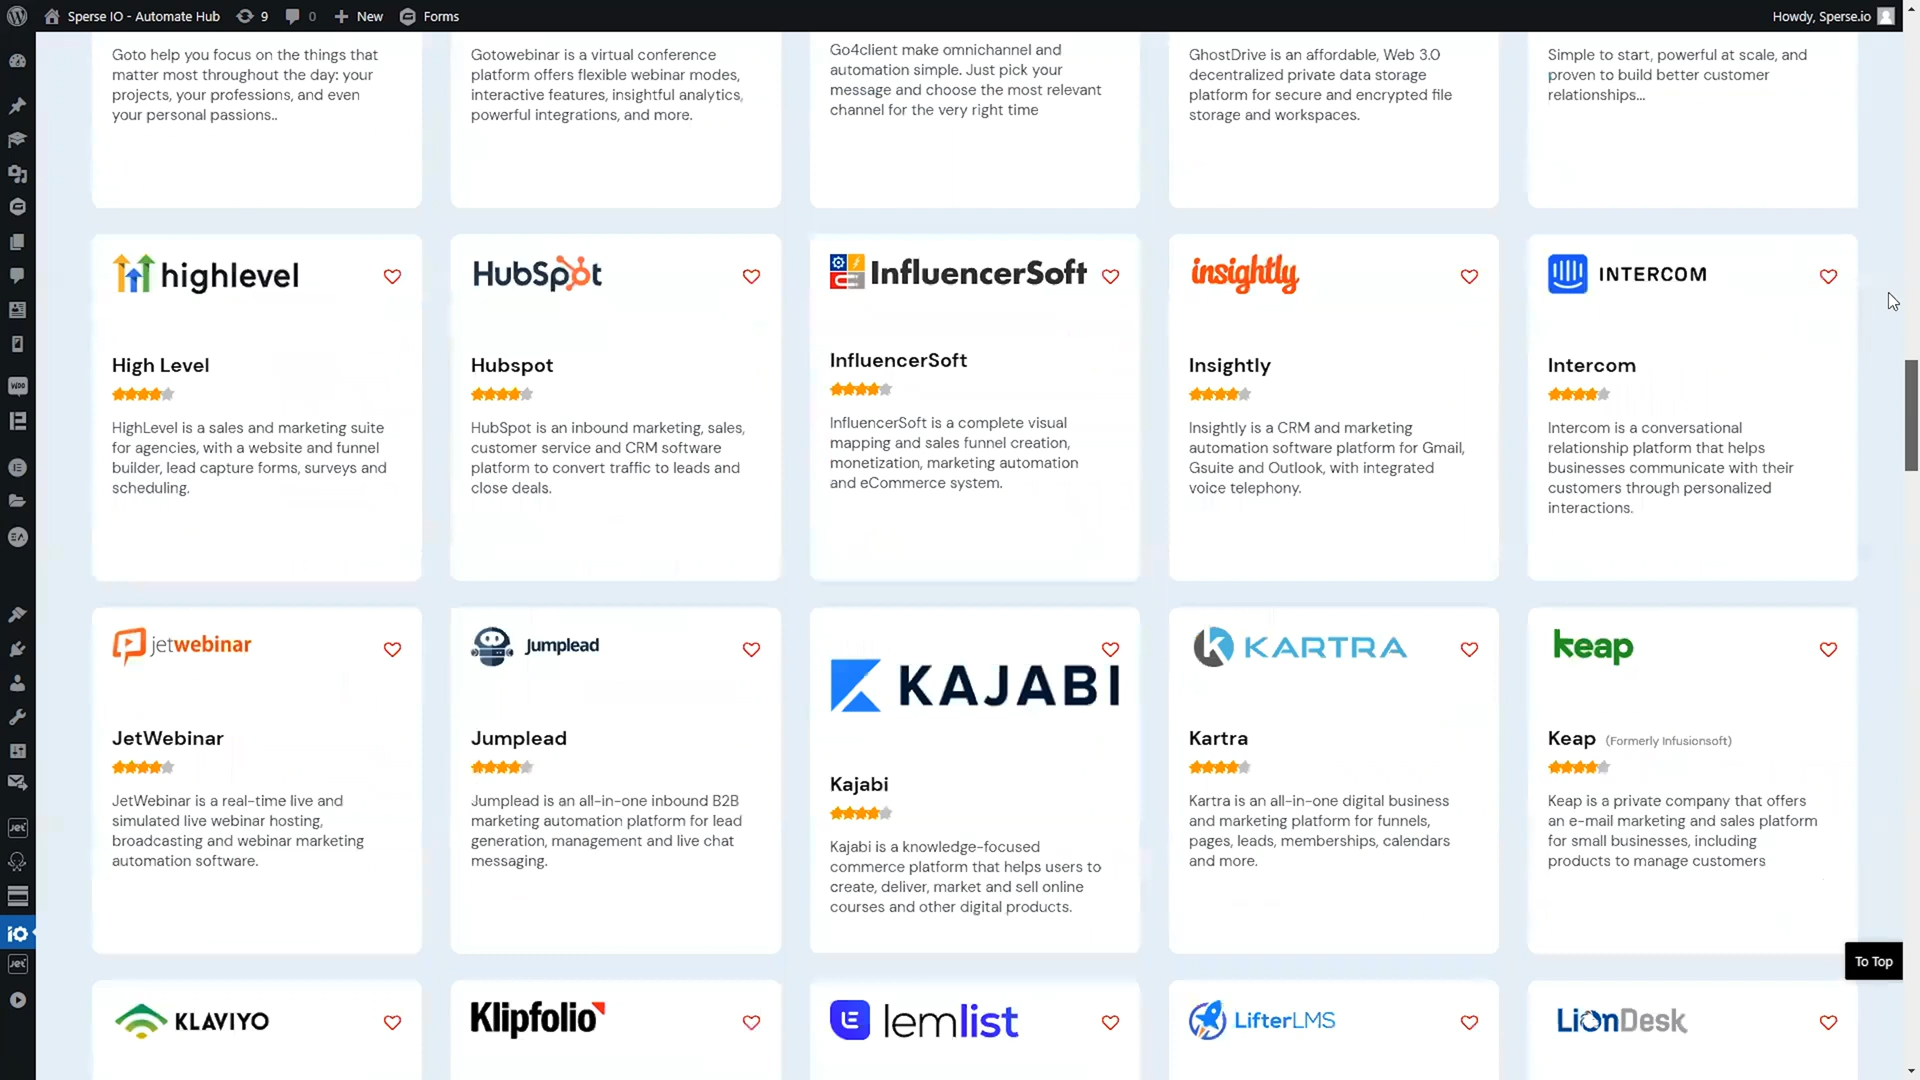 Sperse IO - Automate Hub 9 0 New Forms Howdy, Sperse.io
Goto help you focus on the things that
matter most throughout the day: your
projects, your professions, and even
your personal passions..
Gotowebinar is a virtual conference
platform offers flexible webinar modes,
interactive features, insightful analytics,
powerful integrations, and more.
Go4client make omnichannel and
automation simple. Just pick your
message and choose the most relevant
channel for the very right time
GhostDrive is an affordable, Web 3.0
decentralized private data storage
platform for secure and encrypted file
storage and workspaces.
Simple to start, powerful at scale, and
proven to build better customer
relationships...
highlevel
High Level
HighLevel is a sales and marketing suite
for agencies, with a website and funnel
builder, lead capture forms, surveys and
scheduling.
HubSpot
Hubspot
HubSpot is an inbound marketing, sales,
customer service and CRM software
platform to convert traffic to leads and
close deals.
InfluencerSoft
InfluencerSoft
InfluencerSoft is a complete visual
mapping and sales funnel creation,
monetization, marketing automation
and eCommerce system.
insightly
Insightly
Insightly is a CRM and marketing
automation software platform for Gmail,
Gsuite and Outlook, with integrated
voice telephony.
INTERCOM
Intercom
Intercom is a conversational
relationship platform that helps
businesses communicate with their
customers through personalized
interactions.
jetwebinar
JetWebinar
JetWebinar is a real-time live and
simulated live webinar hosting,
broadcasting and webinar marketing
automation software.
Jumplead
Jumplead
Jumplead is an all-in-one inbound B2B
marketing automation platform for lead
generation, management and live chat
messaging.
KAJABI
Kajabi
Kajabi is a knowledge-focused
commerce platform that helps users to
create, deliver, market and sell online
courses and other digital products.
KARTRA
Kartra
Kartra is an all-in-one digital business
and marketing platform for funnels,
pages, leads, memberships, calendars
and more.
keap
Keap (Formerly Infusionsoft)
Keap is a private company that offers
an e-mail marketing and sales platform
for small businesses, including
products to manage customers
To Top
KLAVIYO
Klipfolio
lemlist
LifterLMS
LionDesk